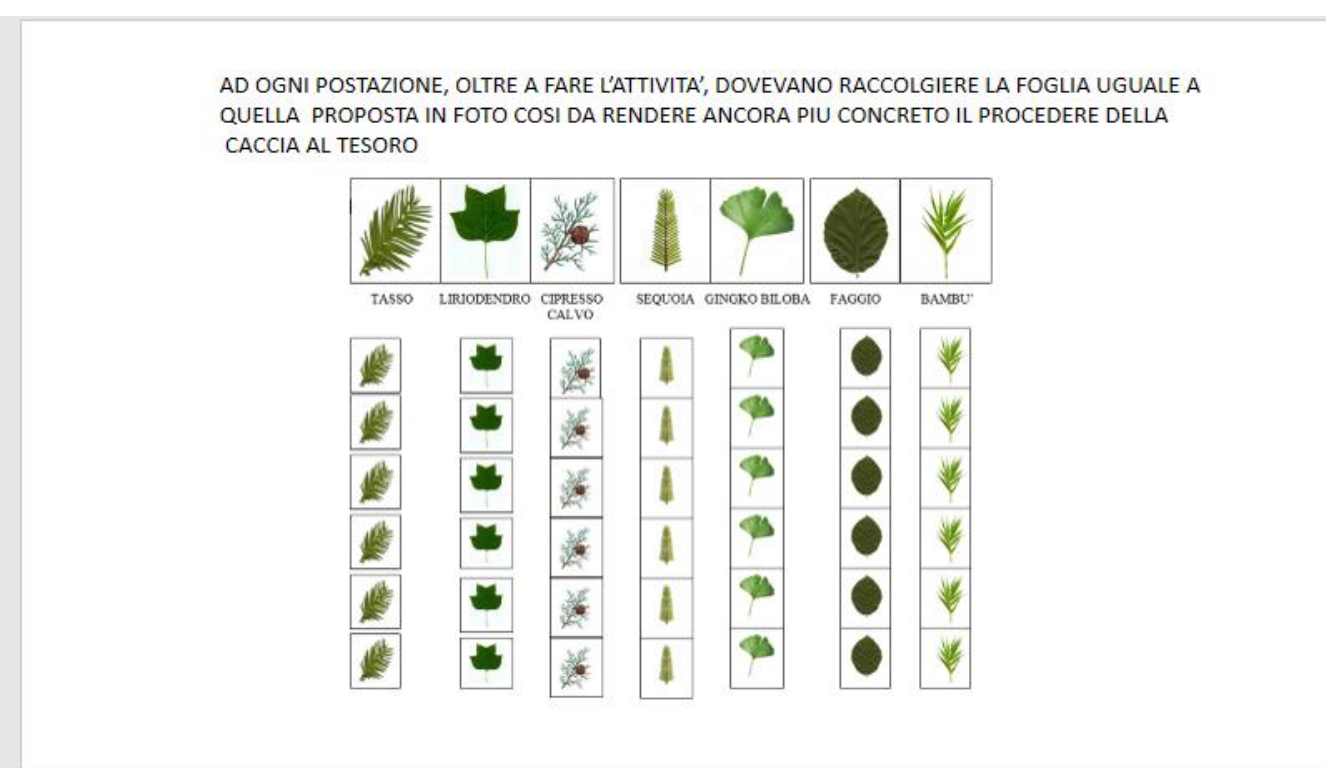 AD OGNI POSTAZIONE, OLTRE A FARE L'ATTIVITA', DOVEVANO RACCOLGIERE LA FOGLIA UGUALE A
QUELLA PROPOSTA IN FOTO COSI DA RENDERE ANCORA PIU CONCRETO IL PROCEDERE DELLA
CACCIA AL TESORO
TASSO LIRIODENDRO CIPRESSO SEQUOIA GINGKO BILOBA FAGGIO BAMBU'
CALVO